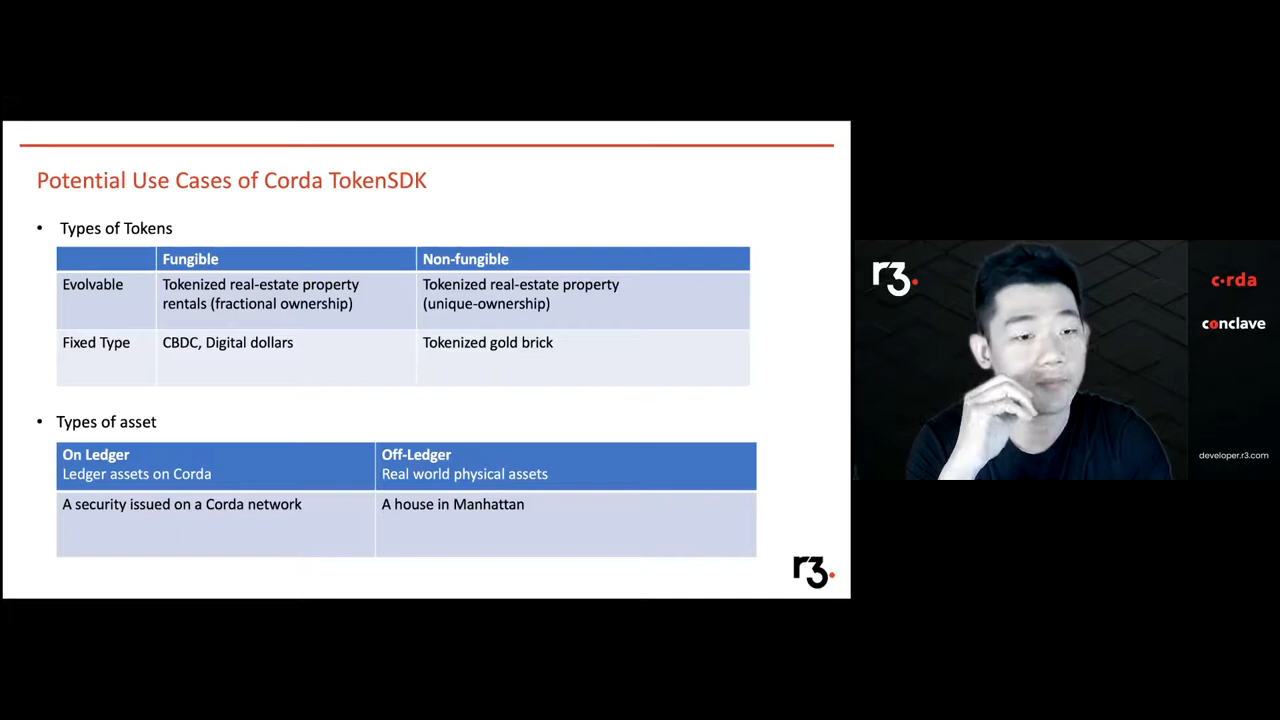 Potential Use Cases of Corda TokenSDK
• Types of Tokens
Fungible Non-fungible
Evolvable Tokenized real-estate property rentals (fractional ownership) Tokenized real-estate property (unique-ownership)
Fixed Type CBDC, Digital dollars Tokenized gold brick
• Types of asset
On Ledger Off-Ledger
Ledger assets on Corda Real world physical assets
A security issued on a Corda network A house in Manhattan
r3.
r3.
c·rda
conclave
developer.r3.com